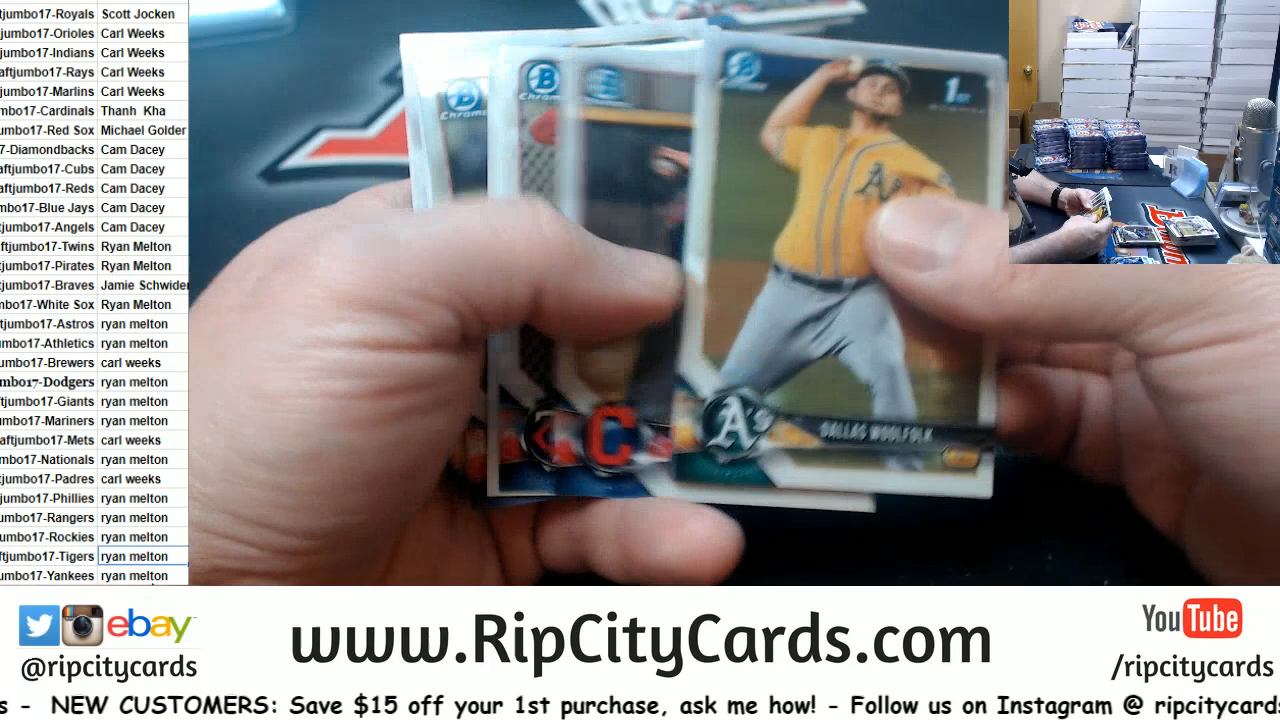 ftjumbo17-Royals Scott Jocken
jumbo17-Orioles Carl Weeks
jumbo17-Indians Carl Weeks
aftjumbo17-Rays Carl Weeks
jumbo17-Marlins Carl Weeks
mbo17-Cardinals Thanh Kha
umbo17-Red Sox Michael Golder
7-Diamondbacks Cam Dacey
aftjumbo17-Cubs Cam Dacey
aftjumbo17-Reds Cam Dacey
mbo17-Blue Jays Cam Dacey
jumbo17-Angels Cam Dacey
ftjumbo17-Twins Ryan Melton
tjumbo17-Pirates Ryan Melton
jumbo17-Braves Jamie Schwider
mbo17-White Sox Ryan Melton
tjumbo17-Astros ryan melton
umbo17-Athletics ryan melton
umbo17-Brewers carl weeks
mbo17-Dodgers ryan melton
ftjumbo17-Giants ryan melton
umbo17-Mariners ryan melton
aftjumbo17-Mets carl weeks
mbo17-Nationals ryan melton
tjumbo17-Padres carl weeks
jumbo17-Phillies ryan melton
umbo17-Rangers ryan melton
umbo17-Rockies ryan melton
ftjumbo17-Tigers ryan melton
umbo17-Yankees ryan melton
B
Chrome
B
Chrome
1ST
A's
C
A's
DALLAS WOOLFOLK
ebay
@ripcitycards
www.RipCityCards.com
YouTube
/ripcitycards
s - NEW CUSTOMERS: Save $15 off your 1st purchase, ask me how! - Follow us on Instagram @ ripcitycards